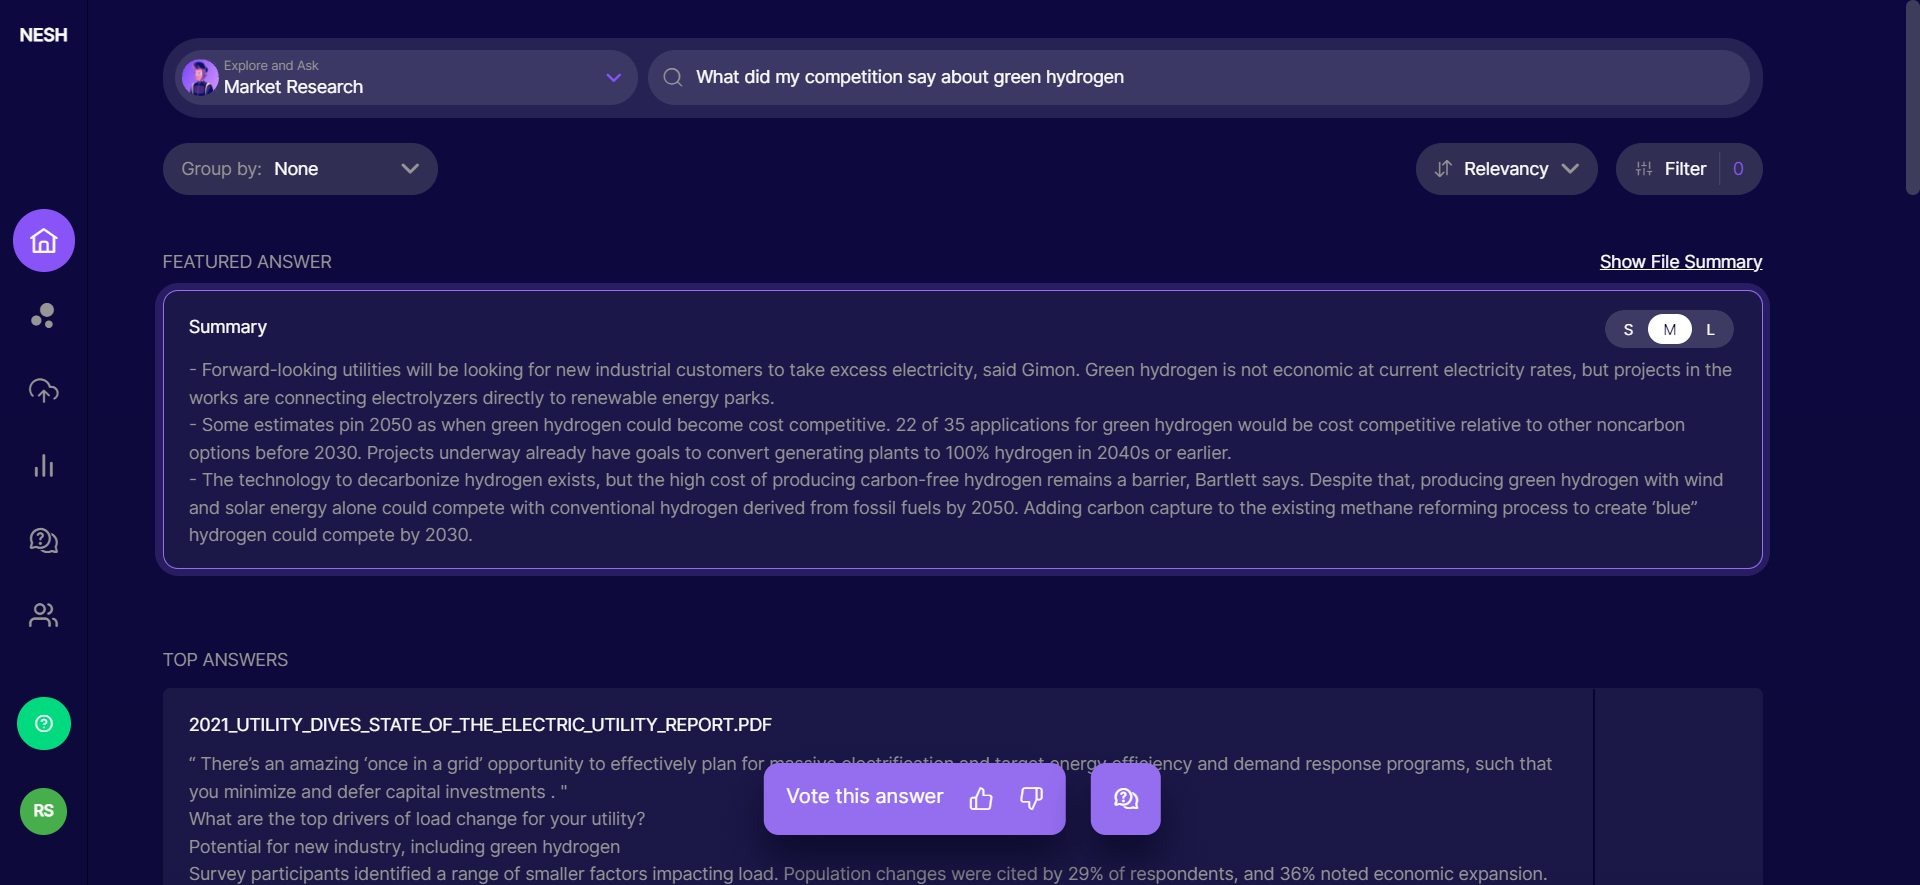 NESH
Explore and Ask
Market Research
What did my competition say about green hydrogen
Group by: None
Relevancy
Filter 0
FEATURED ANSWER
Show File Summary
Summary
S M L
- Forward-looking utilities will be looking for new industrial customers to take excess electricity, said Gimon. Green hydrogen is not economic at current electricity rates, but projects in the
works are connecting electrolyzers directly to renewable energy parks.
- Some estimates pin 2050 as when green hydrogen could become cost competitive. 22 of 35 applications for green hydrogen would be cost competitive relative to other noncarbon
options before 2030. Projects underway already have goals to convert generating plants to 100% hydrogen in 2040s or earlier.
- The technology to decarbonize hydrogen exists, but the high cost of producing carbon-free hydrogen remains a barrier, Bartlett says. Despite that, producing green hydrogen with wind
and solar energy alone could compete with conventional hydrogen derived from fossil fuels by 2050. Adding carbon capture to the existing methane reforming process to create ‘blue”
hydrogen could compete by 2030.
TOP ANSWERS
2021_UTILITY_DIVES_STATE_OF_THE_ELECTRIC_UTILITY_REPORT.PDF
“ There’s an amazing ‘once in a grid’ opportunity to effectively plan for massive electrification and target energy efficiency and demand response programs, such that
you minimize and defer capital investments . "
What are the top drivers of load change for your utility?
Potential for new industry, including green hydrogen
Survey participants identified a range of smaller factors impacting load. Population changes were cited by 29% of respondents, and 36% noted economic expansion.
Vote this answer
RS